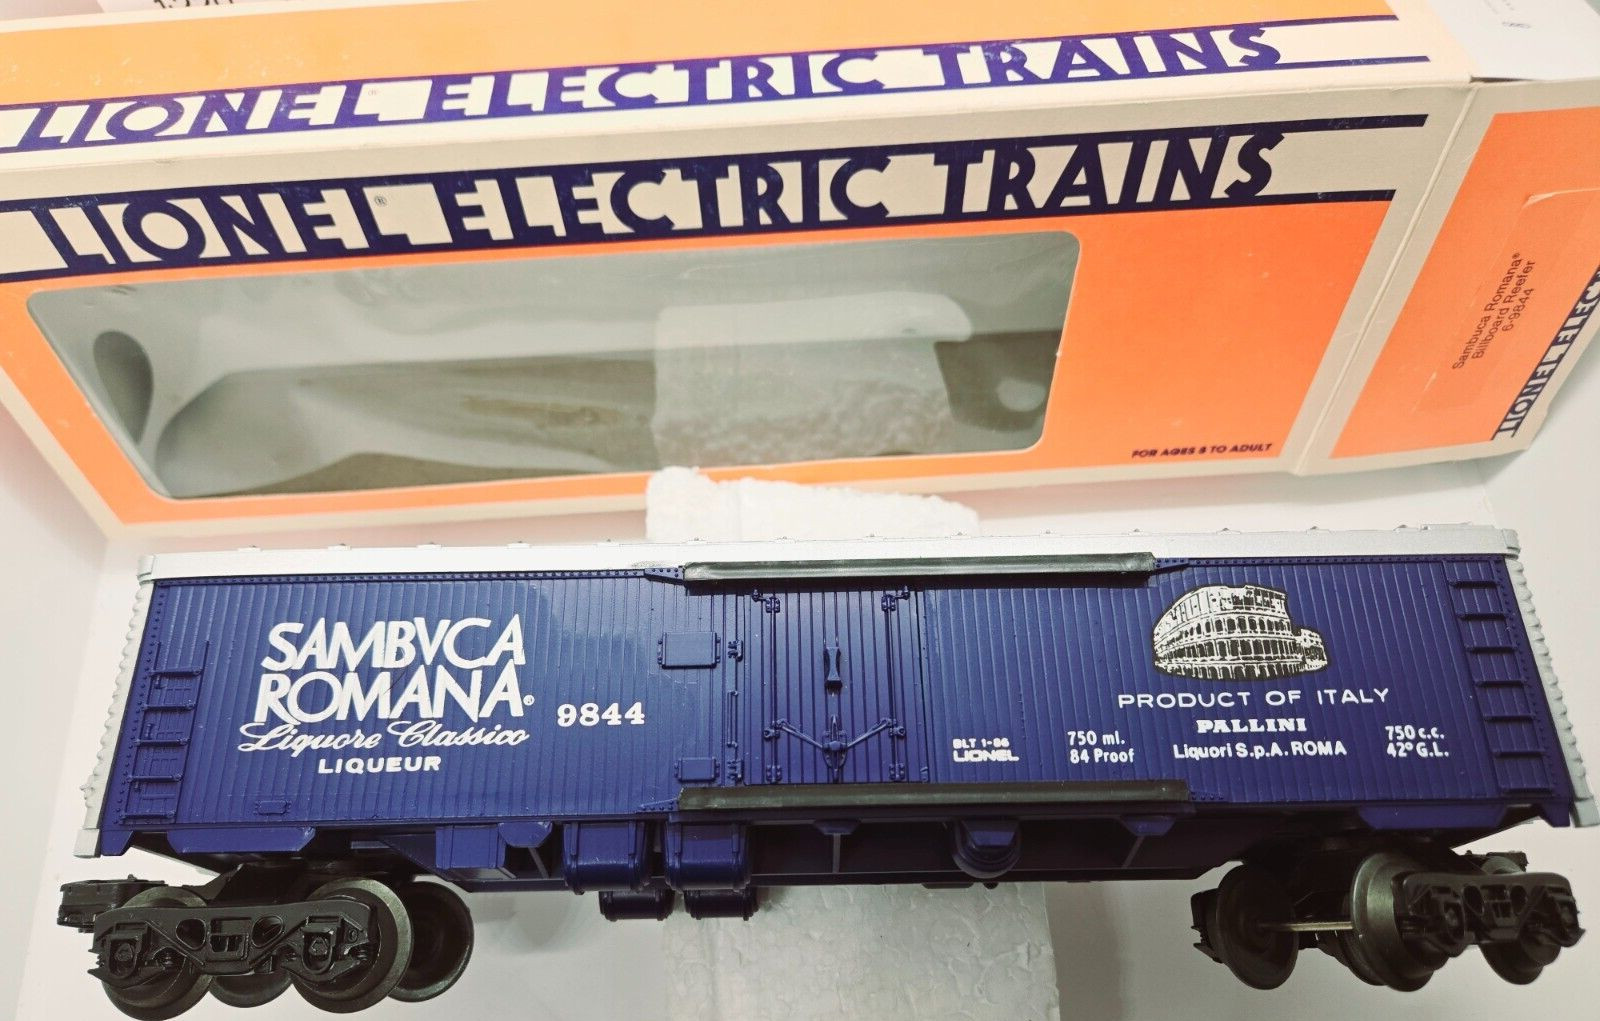 LIONEL® ELECTRIC TRAINS
LIONEL® ELECTRIC TRAINS
FOR AGES 8 TO ADULT
Sambuca Romana®
Billboard Reefer
6-9844
LIONEL ELECT
SAMBVCA
ROMANA®
Liquore Classico
LIQUEUR
9844
BLT 1-86
LIONEL
PRODUCT OF ITALY
PALLINI
750 ml.
84 Proof
Liquori S.p.A. ROMA
750 c.c.
42° G.L.